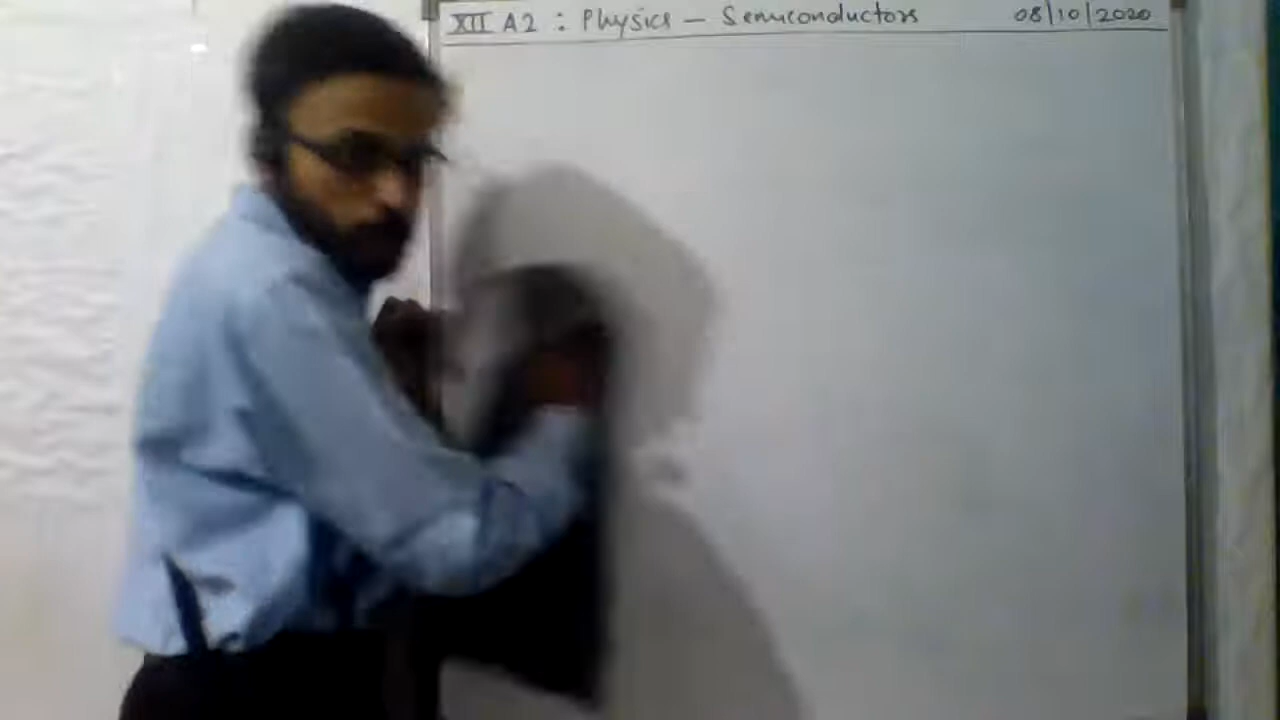 XII A2 : Physics — Semiconductors 08/10/2020